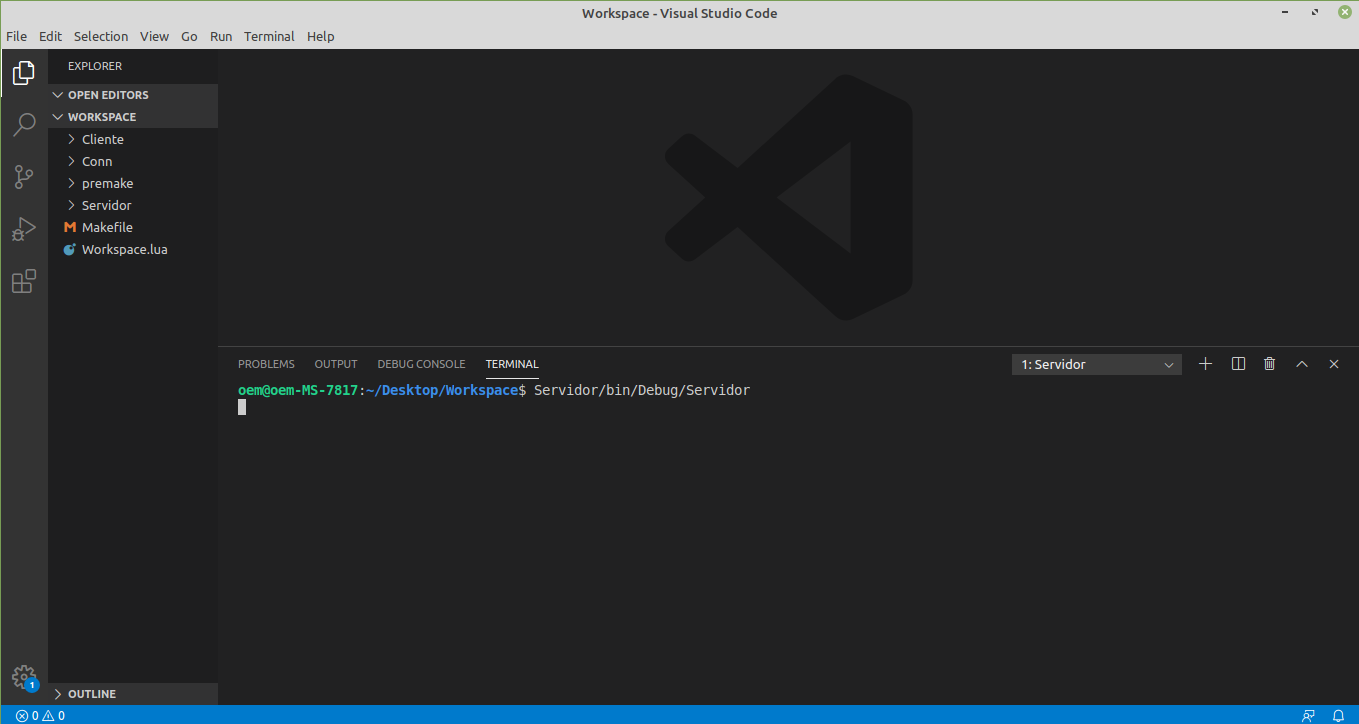 Workspace - Visual Studio Code
File Edit Selection View Go Run Terminal Help
EXPLORER
OPEN EDITORS
WORKSPACE
Cliente
Conn
premake
Servidor
M Makefile
Workspace.lua
PROBLEMS OUTPUT DEBUG CONSOLE TERMINAL 1: Servidor
oem@oem-MS-7817:~/Desktop/Workspace$ Servidor/bin/Debug/Servidor
1
OUTLINE
0 0